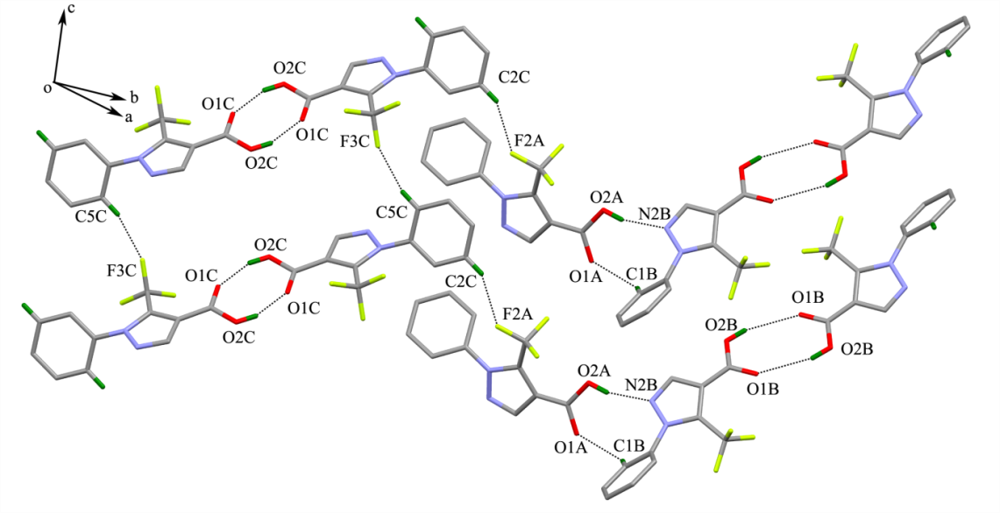 c
O2C
C2C
o
b
a
O1C
O1C
F3C
O2C
F2A
O2A
N2B
C5C
C5C
O1A
C1B
F3C
O2C
O1C
C2C
O1B
O1C
F2A
O2B
O2C
O2B
O2A
N2B
O1B
O1A
C1B